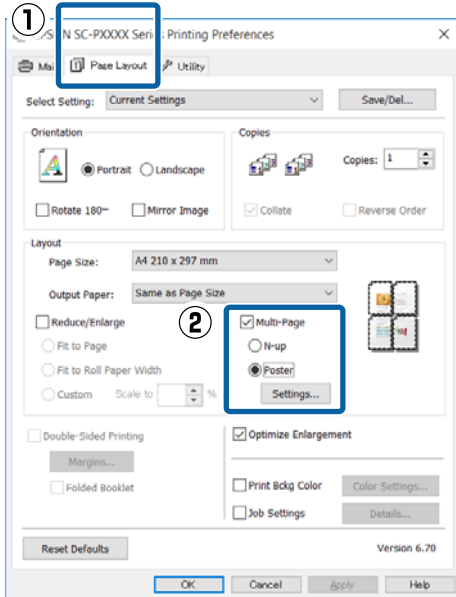 ①
EPSON SC-PXXXX Series Printing Preferences
Page Layout Utility
Select Setting: Current Settings Save/Del...
Orientation Copies
Portrait Landscape Copies: 1
Rotate 180° Mirror Image Collate Reverse Order
Layout
Page Size: A4 210 x 297 mm
Output Paper: Same as Page Size
Reduce/Enlarge ② Multi-Page
Fit to Page N-up
Fit to Roll Paper Width Poster
Custom Scale to % Settings...
Double-Sided Printing Optimize Enlargement
Margins...
Folded Booklet Print Bckg Color Color Settings...
Job Settings Details...
Reset Defaults Version 6.70
OK Cancel Apply Help